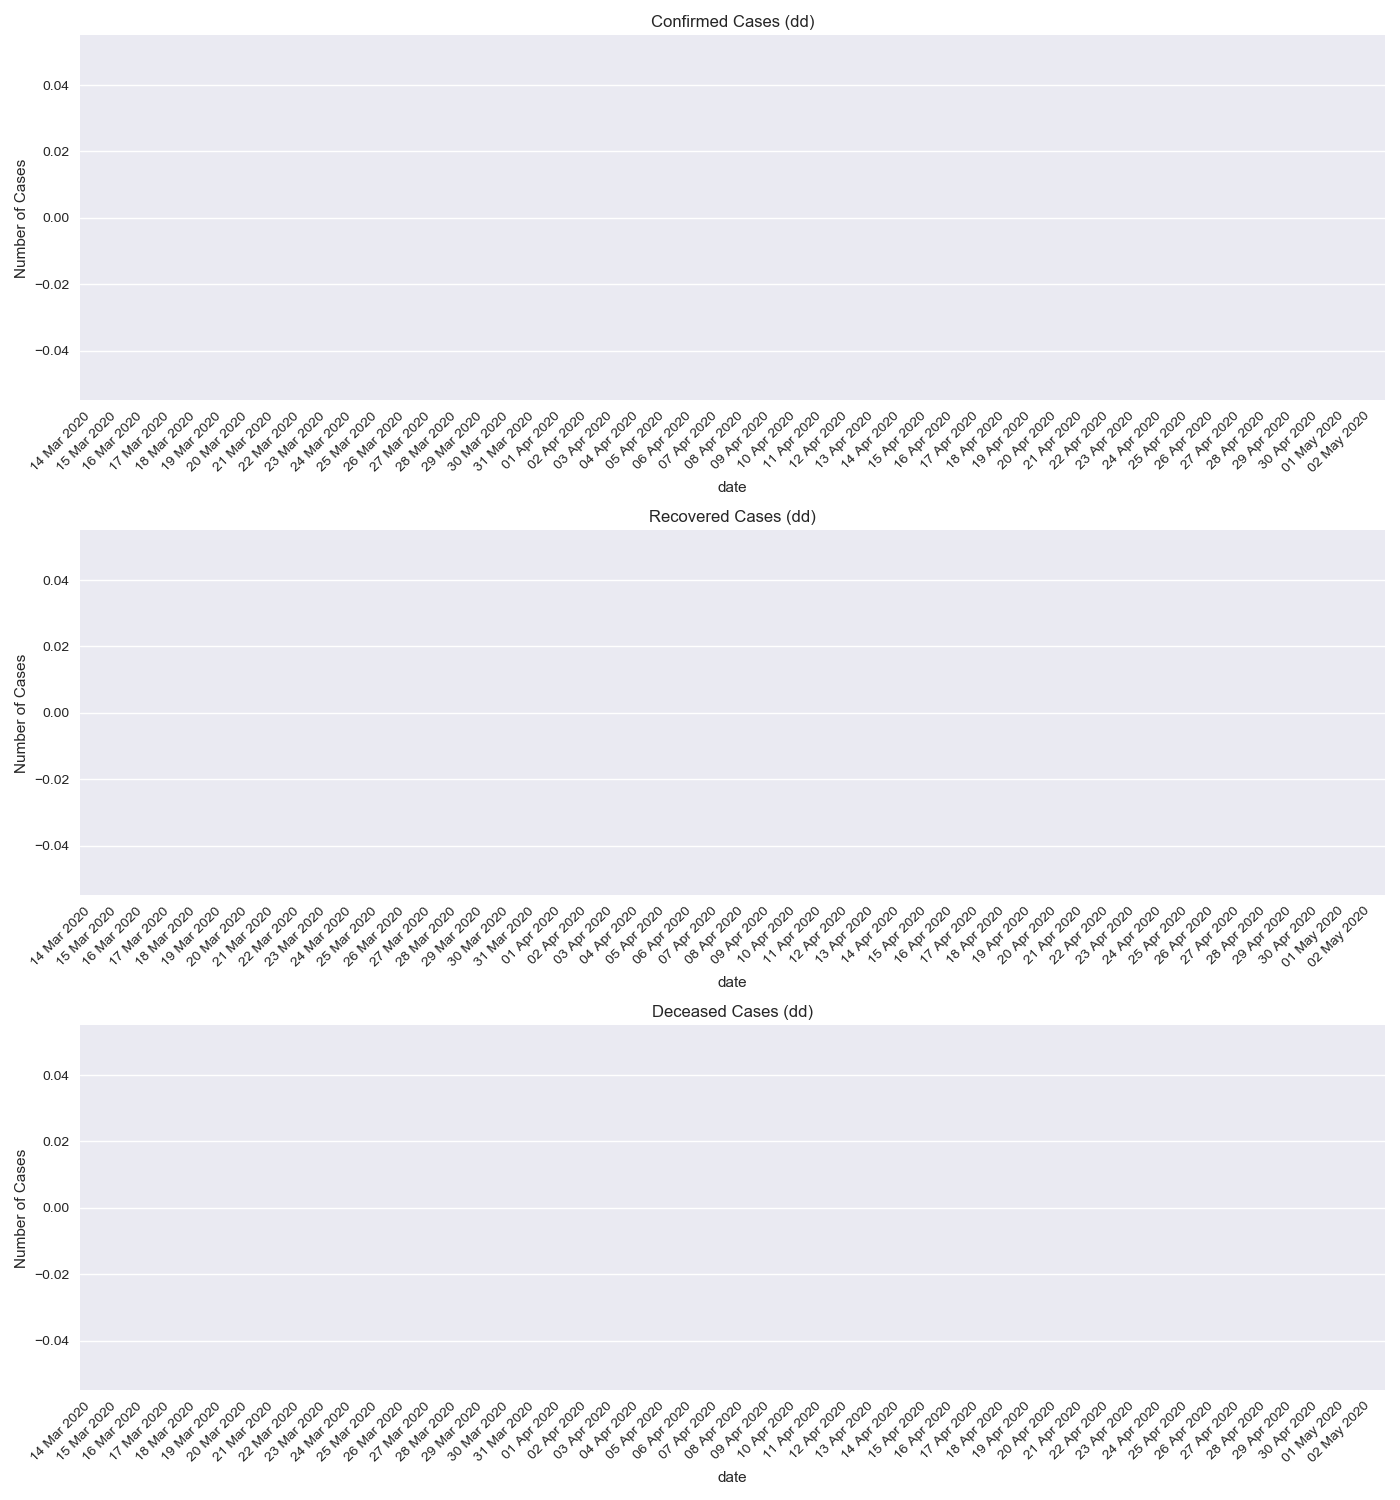 Confirmed Cases (dd)
Number of Cases
0.04
0.02
0.00
−0.02
−0.04
14 Mar 2020
15 Mar 2020
16 Mar 2020
17 Mar 2020
18 Mar 2020
19 Mar 2020
20 Mar 2020
21 Mar 2020
22 Mar 2020
23 Mar 2020
24 Mar 2020
25 Mar 2020
26 Mar 2020
27 Mar 2020
28 Mar 2020
29 Mar 2020
30 Mar 2020
31 Mar 2020
01 Apr 2020
02 Apr 2020
03 Apr 2020
04 Apr 2020
05 Apr 2020
06 Apr 2020
07 Apr 2020
08 Apr 2020
09 Apr 2020
10 Apr 2020
11 Apr 2020
12 Apr 2020
13 Apr 2020
14 Apr 2020
15 Apr 2020
16 Apr 2020
17 Apr 2020
18 Apr 2020
19 Apr 2020
20 Apr 2020
21 Apr 2020
22 Apr 2020
23 Apr 2020
24 Apr 2020
25 Apr 2020
26 Apr 2020
27 Apr 2020
28 Apr 2020
29 Apr 2020
30 Apr 2020
01 May 2020
02 May 2020
date
Recovered Cases (dd)
Number of Cases
0.04
0.02
0.00
−0.02
−0.04
14 Mar 2020
15 Mar 2020
16 Mar 2020
17 Mar 2020
18 Mar 2020
19 Mar 2020
20 Mar 2020
21 Mar 2020
22 Mar 2020
23 Mar 2020
24 Mar 2020
25 Mar 2020
26 Mar 2020
27 Mar 2020
28 Mar 2020
29 Mar 2020
30 Mar 2020
31 Mar 2020
01 Apr 2020
02 Apr 2020
03 Apr 2020
04 Apr 2020
05 Apr 2020
06 Apr 2020
07 Apr 2020
08 Apr 2020
09 Apr 2020
10 Apr 2020
11 Apr 2020
12 Apr 2020
13 Apr 2020
14 Apr 2020
15 Apr 2020
16 Apr 2020
17 Apr 2020
18 Apr 2020
19 Apr 2020
20 Apr 2020
21 Apr 2020
22 Apr 2020
23 Apr 2020
24 Apr 2020
25 Apr 2020
26 Apr 2020
27 Apr 2020
28 Apr 2020
29 Apr 2020
30 Apr 2020
01 May 2020
02 May 2020
date
Deceased Cases (dd)
Number of Cases
0.04
0.02
0.00
−0.02
−0.04
14 Mar 2020
15 Mar 2020
16 Mar 2020
17 Mar 2020
18 Mar 2020
19 Mar 2020
20 Mar 2020
21 Mar 2020
22 Mar 2020
23 Mar 2020
24 Mar 2020
25 Mar 2020
26 Mar 2020
27 Mar 2020
28 Mar 2020
29 Mar 2020
30 Mar 2020
31 Mar 2020
01 Apr 2020
02 Apr 2020
03 Apr 2020
04 Apr 2020
05 Apr 2020
06 Apr 2020
07 Apr 2020
08 Apr 2020
09 Apr 2020
10 Apr 2020
11 Apr 2020
12 Apr 2020
13 Apr 2020
14 Apr 2020
15 Apr 2020
16 Apr 2020
17 Apr 2020
18 Apr 2020
19 Apr 2020
20 Apr 2020
21 Apr 2020
22 Apr 2020
23 Apr 2020
24 Apr 2020
25 Apr 2020
26 Apr 2020
27 Apr 2020
28 Apr 2020
29 Apr 2020
30 Apr 2020
01 May 2020
02 May 2020
date